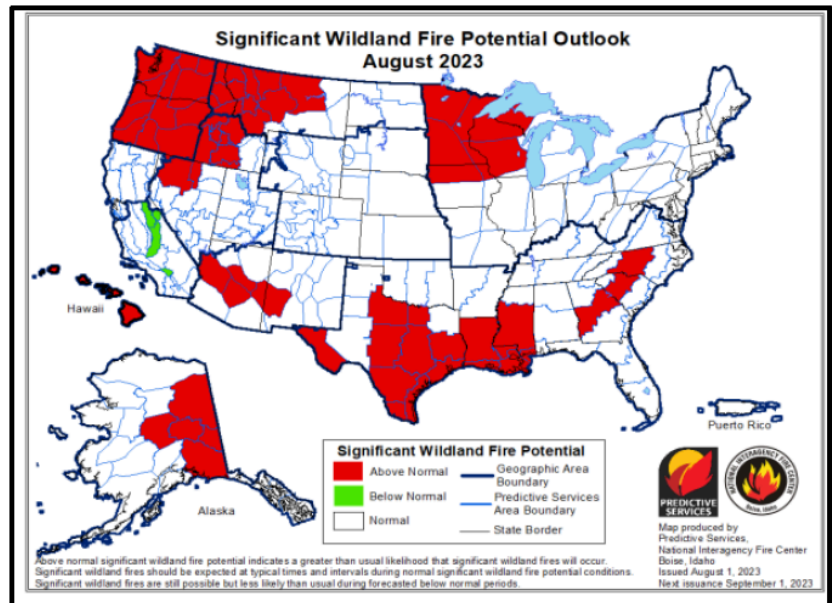 Significant Wildland Fire Potential Outlook
August 2023
Hawaii
Alaska
Puerto Rico
Significant Wildland Fire Potential
Above Normal
Below Normal
Normal
Geographic Area
Boundary
Predictive Services
Area Boundary
State Border
PREDICTIVE
SERVICES
NATIONAL INTERAGENCY FIRE CENTER
Boise, Idaho
Map produced by
Predictive Services,
National Interagency Fire Center
Boise, Idaho
Issued August 1, 2023
Next issuance September 1, 2023
Above normal significant wildland fire potential indicates a greater than usual likelihood that significant wildland fires will occur.
Significant wildland fires should be expected at typical times and intervals during normal significant wildland fire potential conditions.
Significant wildland fires are still possible but less likely than usual during forecasted below normal periods.